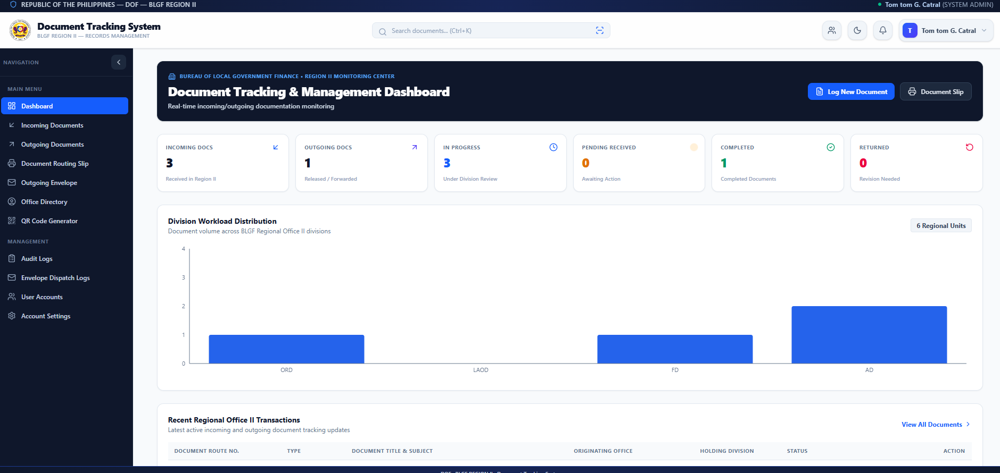 REPUBLIC OF THE PHILIPPINES — DOF — BLGF REGION II
Tom tom G. Catral (SYSTEM ADMIN)
Document Tracking System
BLGF REGION II — RECORDS MANAGEMENT
Search documents... (Ctrl+K)
T
Tom tom G. Catral
NAVIGATION
MAIN MENU
Dashboard
Incoming Documents
Outgoing Documents
Document Routing Slip
Outgoing Envelope
Office Directory
QR Code Generator
MANAGEMENT
Audit Logs
Envelope Dispatch Logs
User Accounts
Account Settings
BUREAU OF LOCAL GOVERNMENT FINANCE • REGION II MONITORING CENTER
Document Tracking & Management Dashboard
Real-time incoming/outgoing documentation monitoring
Log New Document
Document Slip
INCOMING DOCS
3
Received in Region II
OUTGOING DOCS
1
Released / Forwarded
IN PROGRESS
3
Under Division Review
PENDING RECEIVED
0
Awaiting Action
COMPLETED
1
Completed Documents
RETURNED
0
Revision Needed
Division Workload Distribution
Document volume across BLGF Regional Office II divisions
6 Regional Units
4
3
2
1
0
ORD
LAOD
FD
AD
Recent Regional Office II Transactions
Latest active incoming and outgoing document tracking updates
View All Documents
DOCUMENT ROUTE NO.
TYPE
DOCUMENT TITLE & SUBJECT
ORIGINATING OFFICE
HOLDING DIVISION
STATUS
ACTION